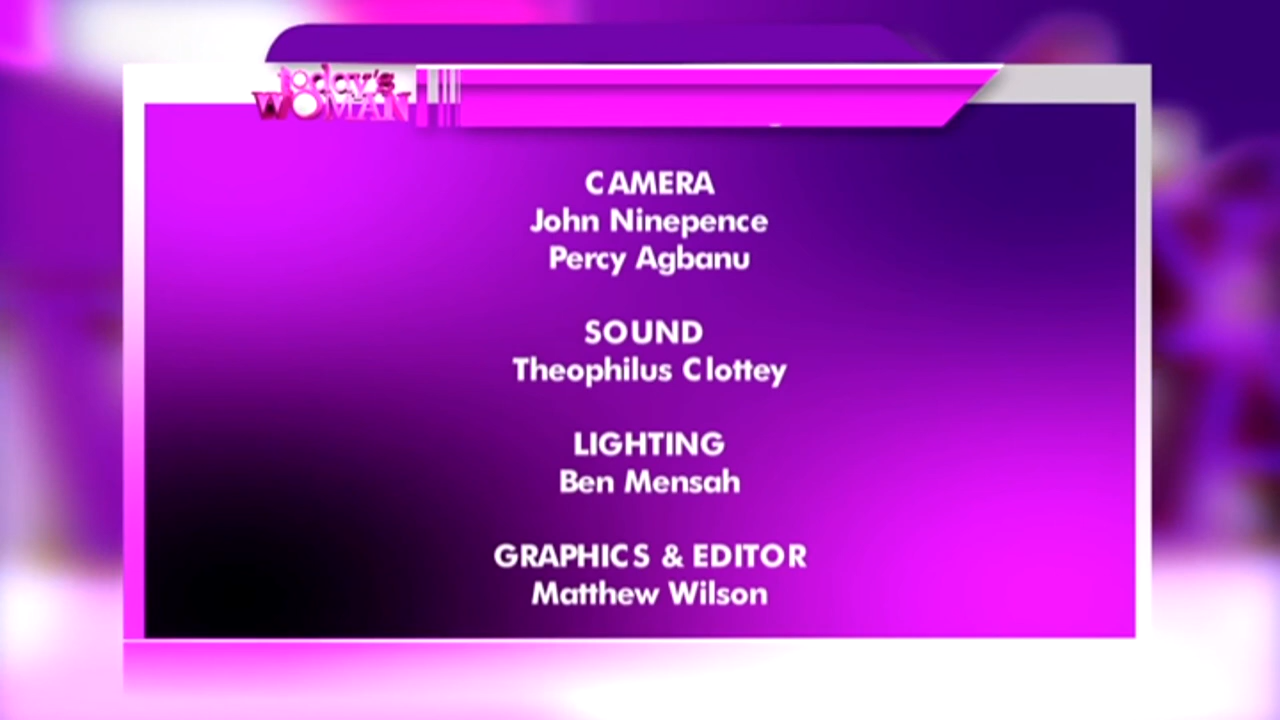 today's
WOMAN
CAMERA
John Ninepence
Percy Agbanu
SOUND
Theophilus Clottey
LIGHTING
Ben Mensah
GRAPHICS & EDITOR
Matthew Wilson